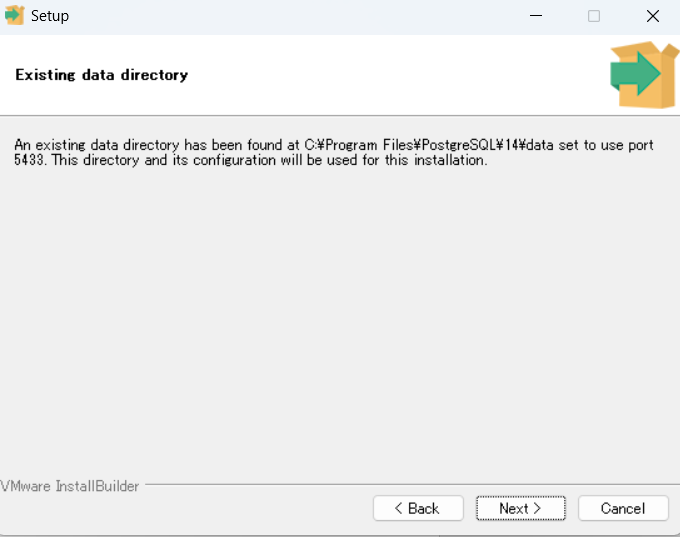 Setup
Existing data directory
An existing data directory has been found at C:¥Program Files¥PostgreSQL¥14¥data set to use port
5433. This directory and its configuration will be used for this installation.
VMware InstallBuilder
< Back
Next >
Cancel